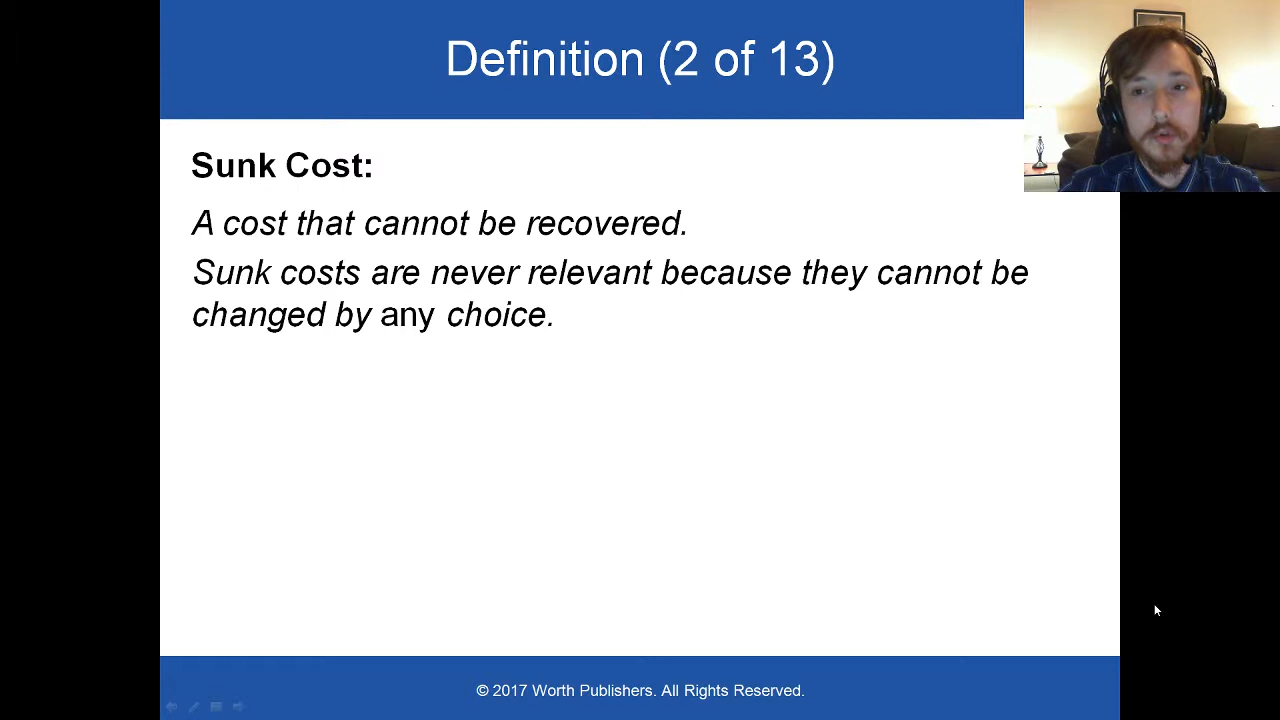 Definition (2 of 13)
Sunk Cost:
A cost that cannot be recovered.
Sunk costs are never relevant because they cannot be
changed by any choice.
© 2017 Worth Publishers. All Rights Reserved.